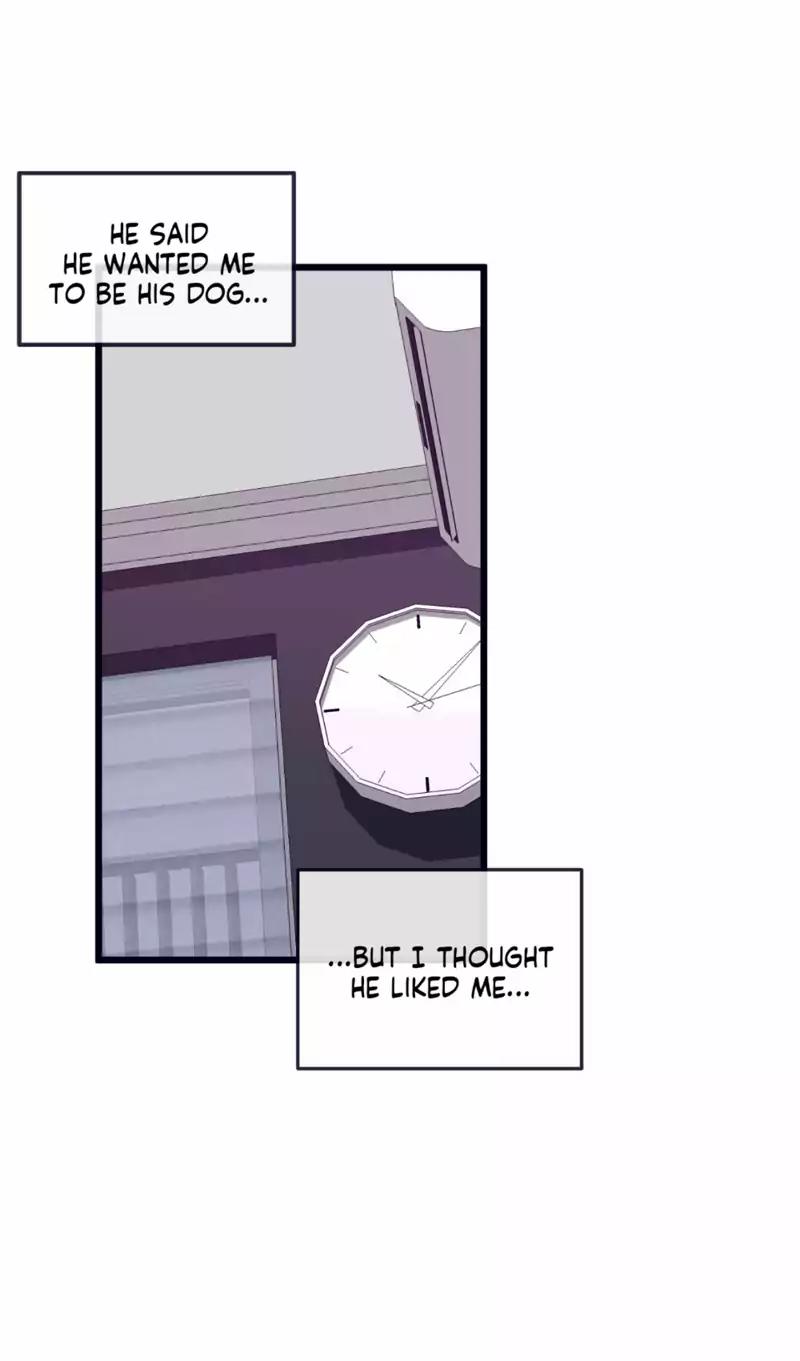 HE SAID
HE WANTED ME
TO BE HIS DOG...
...BUT I THOUGHT
HE LIKED ME...